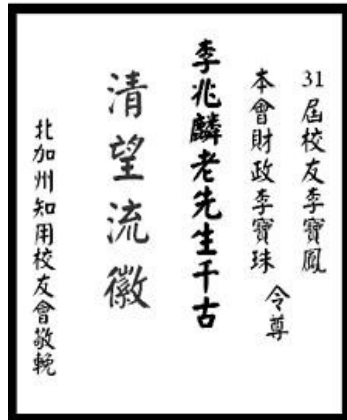 31屆校友李寶鳳
本會財政李寶珠
令尊
李兆麟老先生千古
清望流徽
北加州知用校友會敬輓